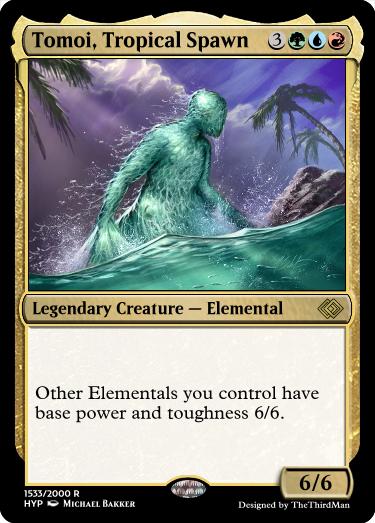 Tomoi, Tropical Spawn 3
Legendary Creature — Elemental
Other Elementals you control have
base power and toughness 6/6.
6/6
1533/2000 R
HYP Michael Bakker
Designed by TheThirdMan